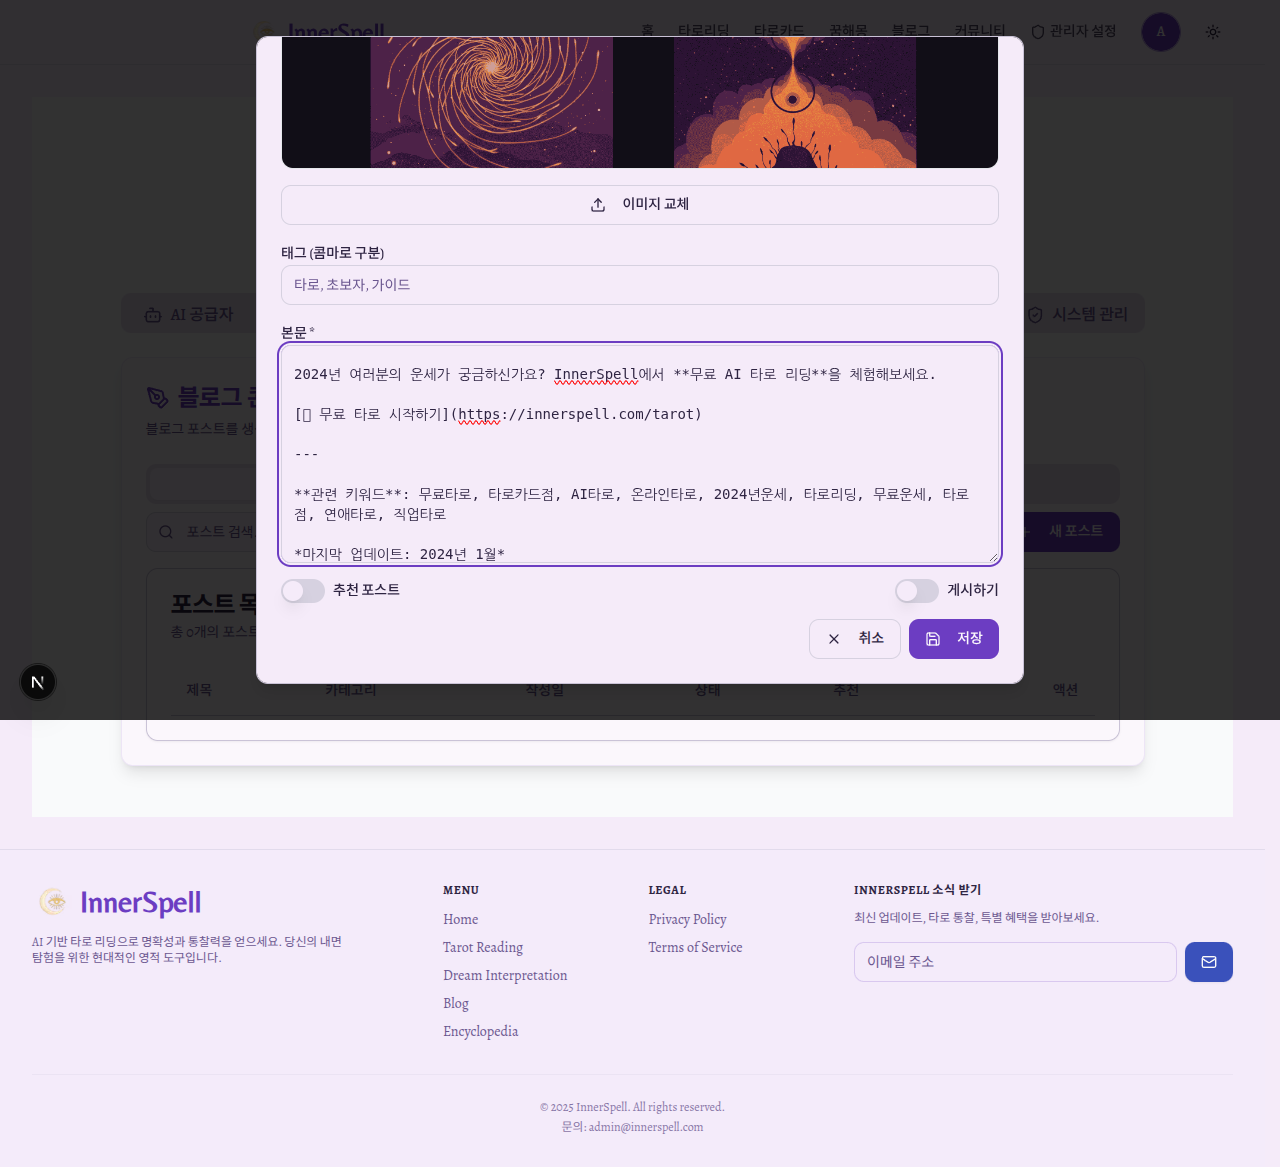 InnerSpell
홈 타로리딩 타로카드 꿈해몽 블로그 커뮤니티 관리자 설정 A
이미지 교체
태그 (콤마로 구분)
타로, 초보자, 가이드
AI 공급자
시스템 관리
본문 *
2024년 여러분의 운세가 궁금하신가요? InnerSpell에서 **무료 AI 타로 리딩**을 체험해보세요.
[ 무료 타로 시작하기](https://innerspell.com/tarot)
---
**관련 키워드**: 무료타로, 타로카드점, AI타로, 온라인타로, 2024년운세, 타로리딩, 무료운세, 타로
점, 연애타로, 직업타로
*마지막 업데이트: 2024년 1월*
블로그
블로그 포스트를
포스트 검색
새 포스트
추천 포스트
게시하기
포스트
총 0개의 포스트
취소
저장
N
제목 카테고리 작성일 상태 추천 액션
InnerSpell
AI 기반 타로 리딩으로 명확성과 통찰력을 얻으세요. 당신의 내면
탐험을 위한 현대적인 영적 도구입니다.
MENU
Home
Tarot Reading
Dream Interpretation
Blog
Encyclopedia
LEGAL
Privacy Policy
Terms of Service
INNERSPELL 소식 받기
최신 업데이트, 타로 통찰, 특별 혜택을 받아보세요.
이메일 주소
© 2025 InnerSpell. All rights reserved.
문의: admin@innerspell.com